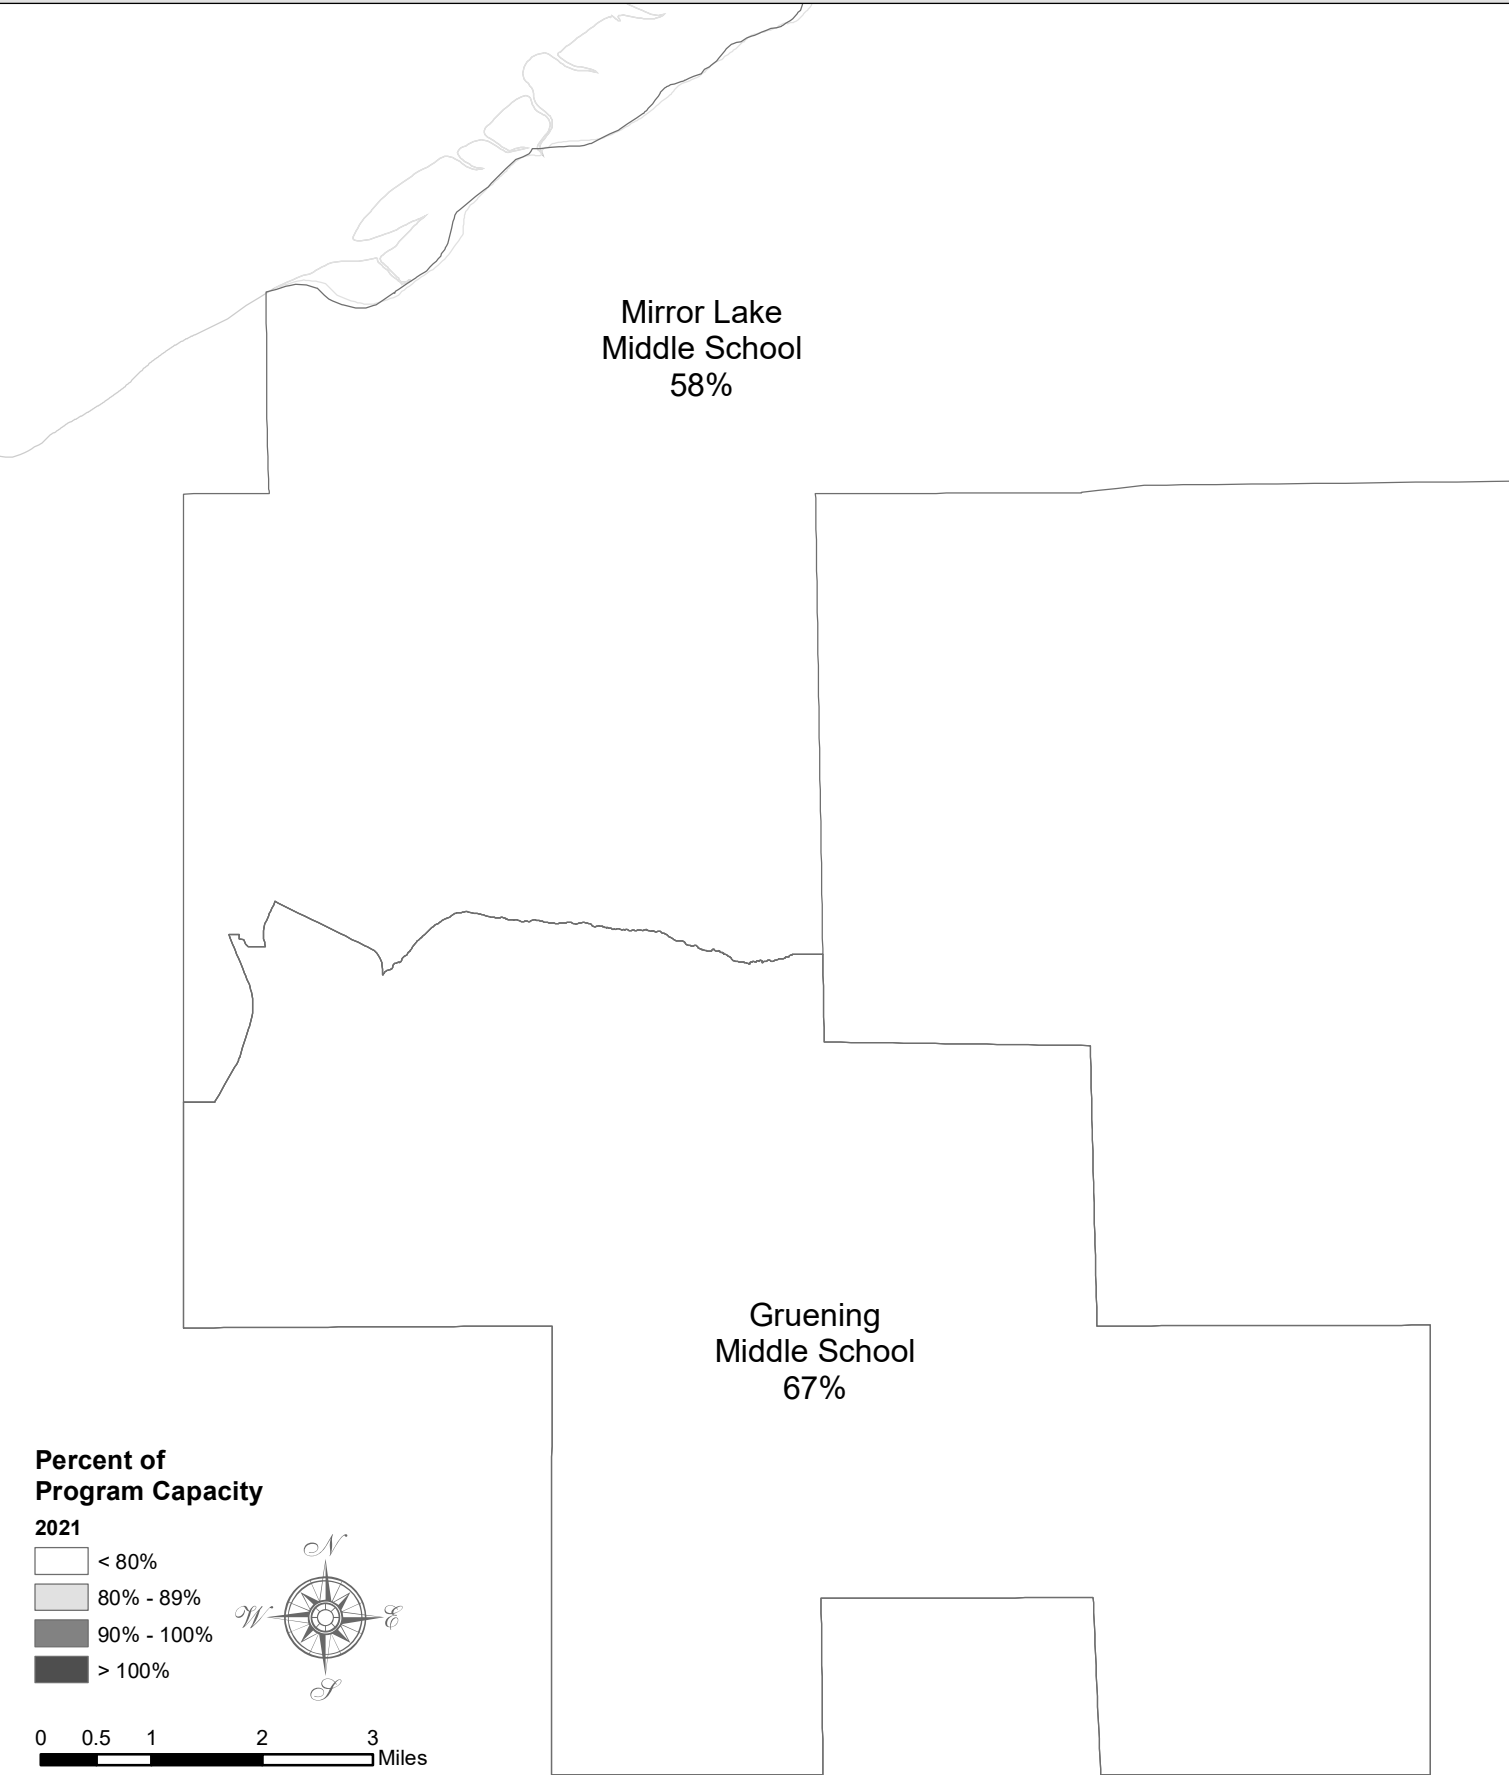 Mirror Lake
Middle School
58%
Gruening
Middle School
67%
Percent of
Program Capacity
2021
< 80%
80% - 89%
90% - 100%
> 100%
N
W
E
S
0 0.5 1 2 3
Miles